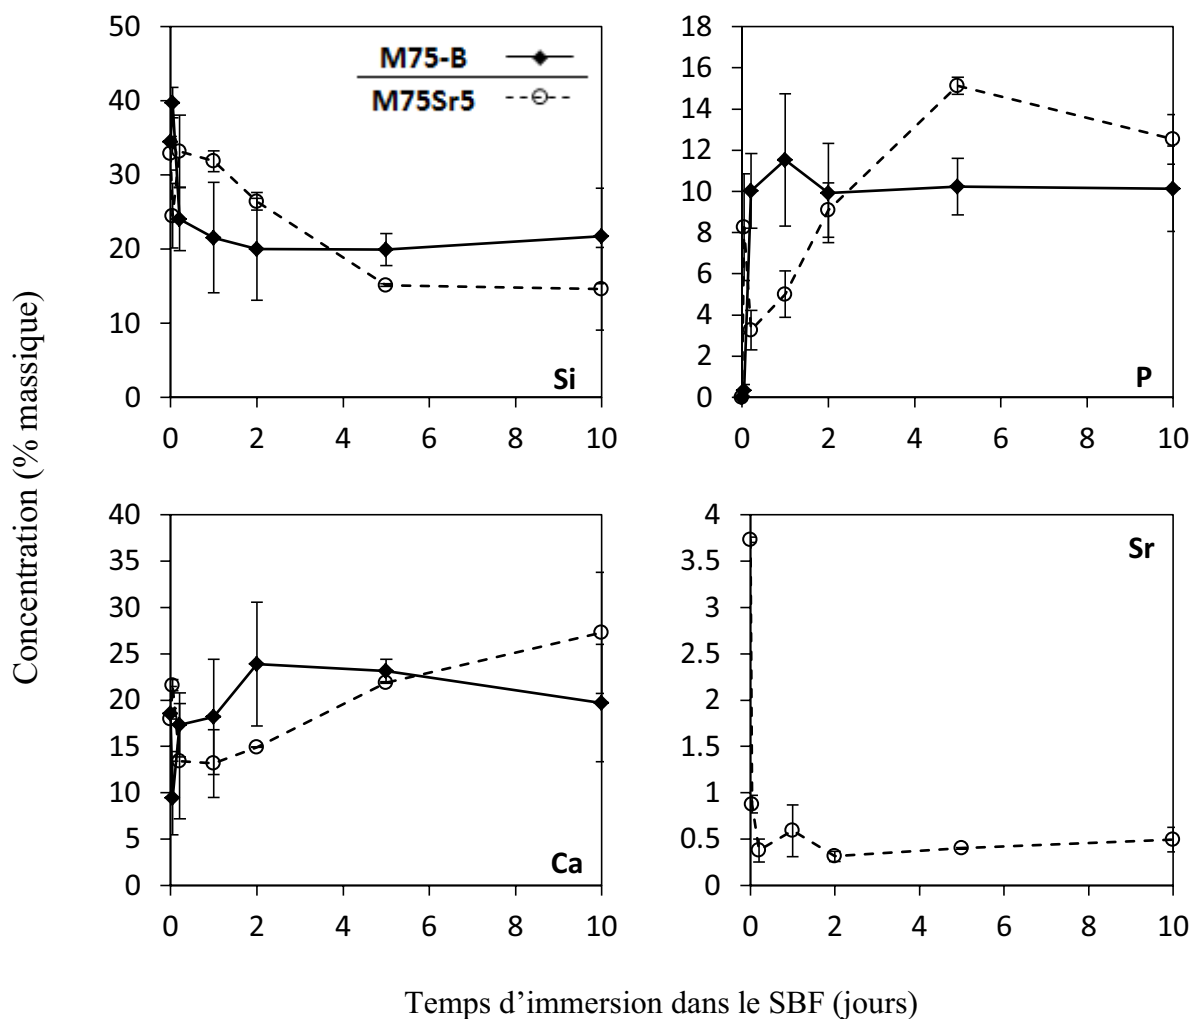 Concentration (% massique)
50
40
30
20
10
0
M75-B
M75Sr5
Si
0 2 4 6 8 10
18
16
14
12
10
8
6
4
2
0
P
0 2 4 6 8 10
40
35
30
25
20
15
10
5
0
Ca
0 2 4 6 8 10
4
3.5
3
2.5
2
1.5
1
0.5
0
Sr
0 2 4 6 8 10
Temps d’immersion dans le SBF (jours)